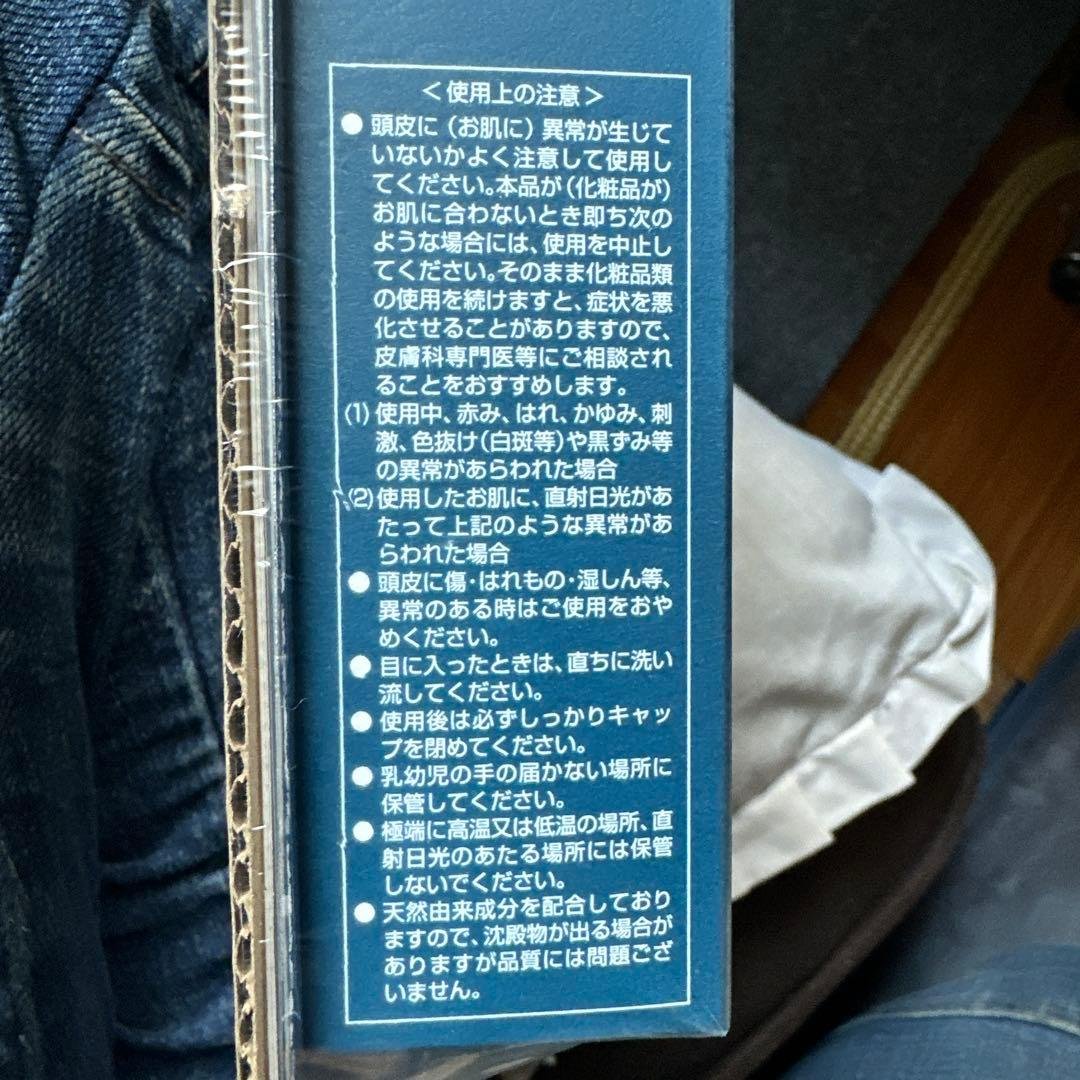 ＜使用上の注意＞
● 頭皮に（お肌に）異常が生じて
いないかよく注意して使用し
てください。本品が（化粧品が）
お肌に合わないとき即ち次の
ような場合には、使用を中止し
てください。そのまま化粧品類
の使用を続けますと、症状を悪
化させることがありますので、
皮膚科専門医等にご相談され
ることをおすすめします。
(1) 使用中、赤み、はれ、かゆみ、刺
激、色抜け（白斑等）や黒ずみ等
の異常があらわれた場合
(2) 使用したお肌に、直射日光があ
たって上記のような異常があ
らわれた場合
● 頭皮に傷・はれもの・湿しん等、
異常のある時はご使用をおや
めください。
● 目に入ったときは、直ちに洗い
流してください。
● 使用後は必ずしっかりキャッ
プを閉めてください。
● 乳幼児の手の届かない場所に
保管してください。
● 極端に高温又は低温の場所、直
射日光のあたる場所には保管
しないでください。
● 天然由来成分を配合しており
ますので、沈殿物が出る場合が
ありますが品質には問題ござ
いません。